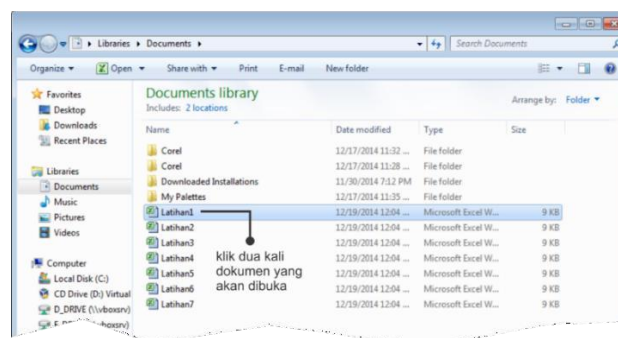 Libraries Documents
Search Documents
Organize Open Share with Print E-mail New folder
Favorites
Desktop
Downloads
Recent Places
Libraries
Documents
Music
Pictures
Videos
Computer
Local Disk (C:)
CD Drive (D:) Virtual
D_DRIVE (\\vboxsrv)
Documents library
Includes: 2 locations
Arrange by: Folder
Name Date modified Type Size
Corel 12/17/2014 11:32 ... File folder
Corel 12/17/2014 11:28 ... File folder
Downloaded Installations 11/30/2014 7:12 PM File folder
My Palettes 12/17/2014 11:35 ... File folder
Latihan1 12/19/2014 12:04 ... Microsoft Excel W... 9 KB
Latihan2 12/19/2014 12:04 ... Microsoft Excel W... 9 KB
Latihan3 12/19/2014 12:04 ... Microsoft Excel W... 9 KB
Latihan4 12/19/2014 12:04 ... Microsoft Excel W... 9 KB
Latihan5 12/19/2014 12:04 ... Microsoft Excel W... 9 KB
Latihan6 12/19/2014 12:04 ... Microsoft Excel W... 9 KB
Latihan7 12/19/2014 12:04 ... Microsoft Excel W... 9 KB
klik dua kali
dokumen yang
akan dibuka